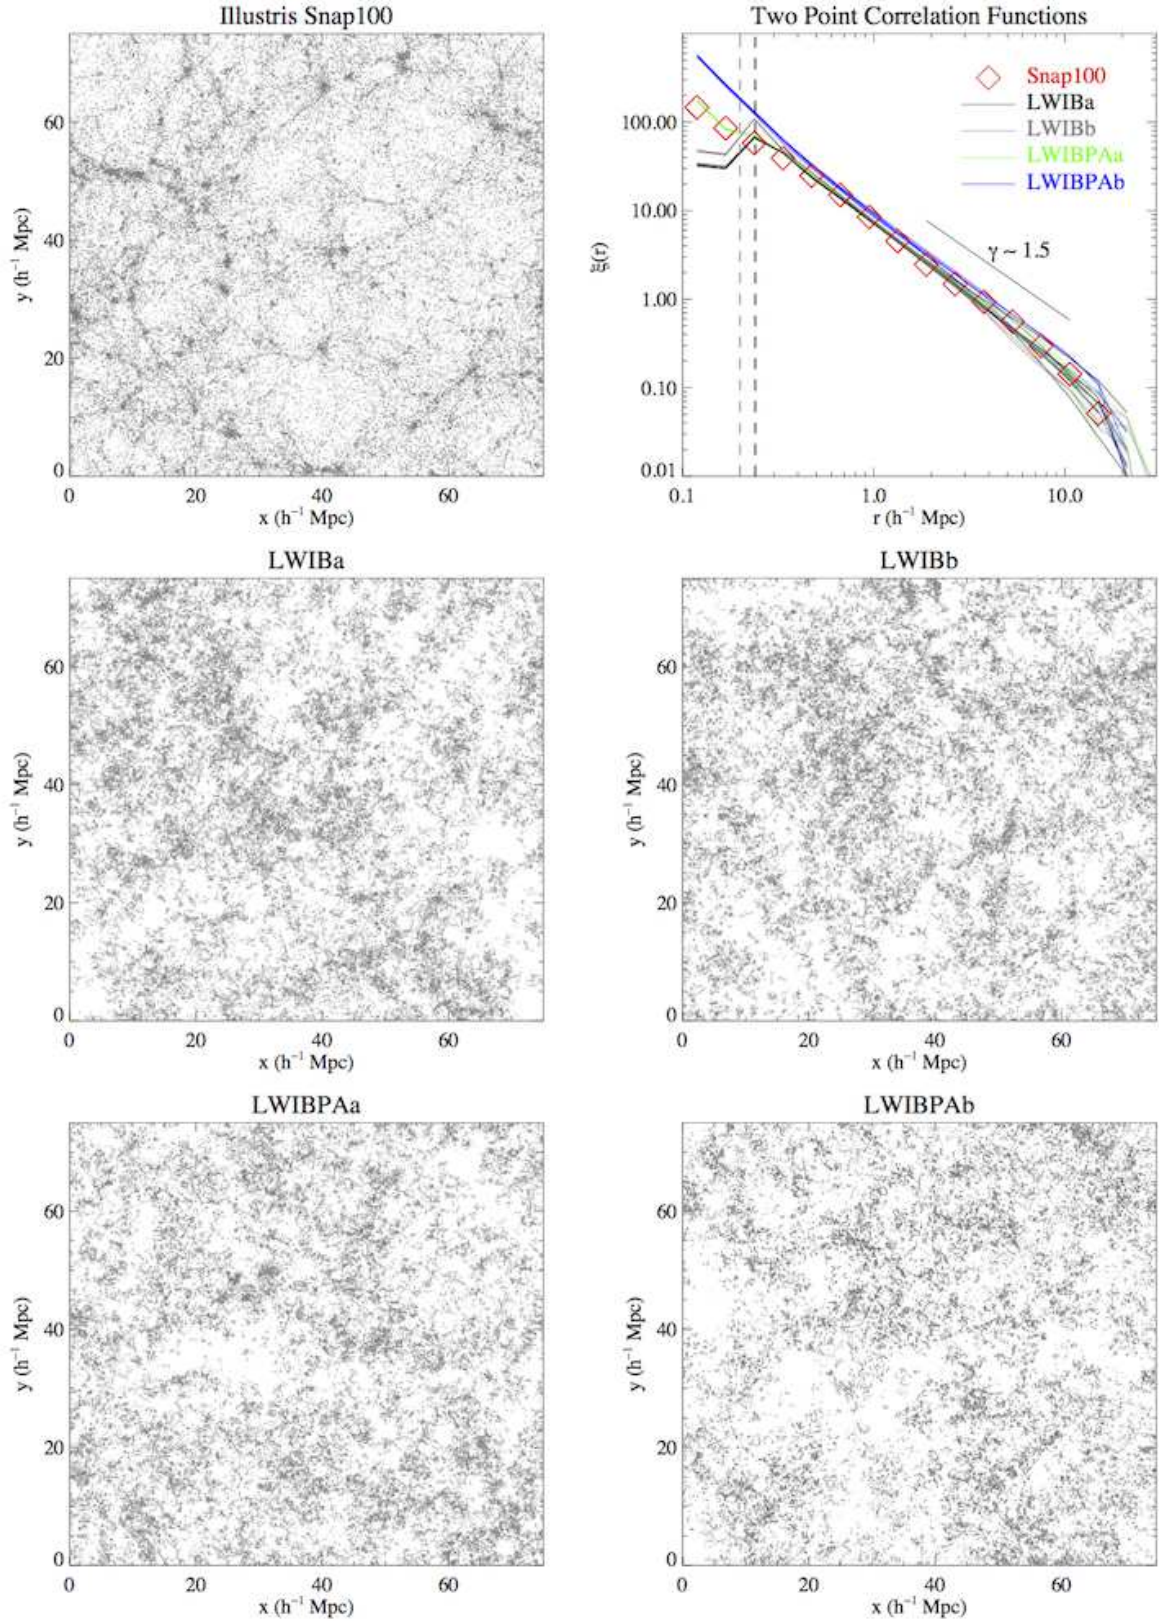 Illustris Snap100
60
40
20
0
y (h⁻¹ Mpc)
0 20 40 60
x (h⁻¹ Mpc)
Two Point Correlation Functions
Snap100
LWIBa
LWIBb
LWIBPAa
LWIBPAb
γ ~ 1.5
100.00
10.00
1.00
0.10
0.01
ξ(r)
0.1 1.0 10.0
r (h⁻¹ Mpc)
LWIBa
60
40
20
0
y (h⁻¹ Mpc)
0 20 40 60
x (h⁻¹ Mpc)
LWIBb
60
40
20
0
y (h⁻¹ Mpc)
0 20 40 60
x (h⁻¹ Mpc)
LWIBPAa
60
40
20
0
y (h⁻¹ Mpc)
0 20 40 60
x (h⁻¹ Mpc)
LWIBPAb
60
40
20
0
y (h⁻¹ Mpc)
0 20 40 60
x (h⁻¹ Mpc)